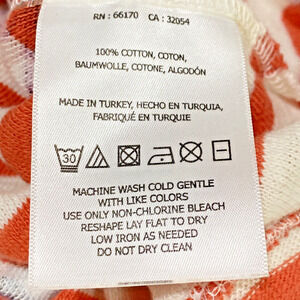 RN : 66170 CA : 32054
100% COTTON, COTON,
BAUMWOLLE, COTONE, ALGODÓN
MADE IN TURKEY, HECHO EN TURQUIA,
FABRIQUÉ EN TURQUIE
30
MACHINE WASH COLD GENTLE
WITH LIKE COLORS
USE ONLY NON-CHLORINE BLEACH
RESHAPE LAY FLAT TO DRY
LOW IRON AS NEEDED
DO NOT DRY CLEAN